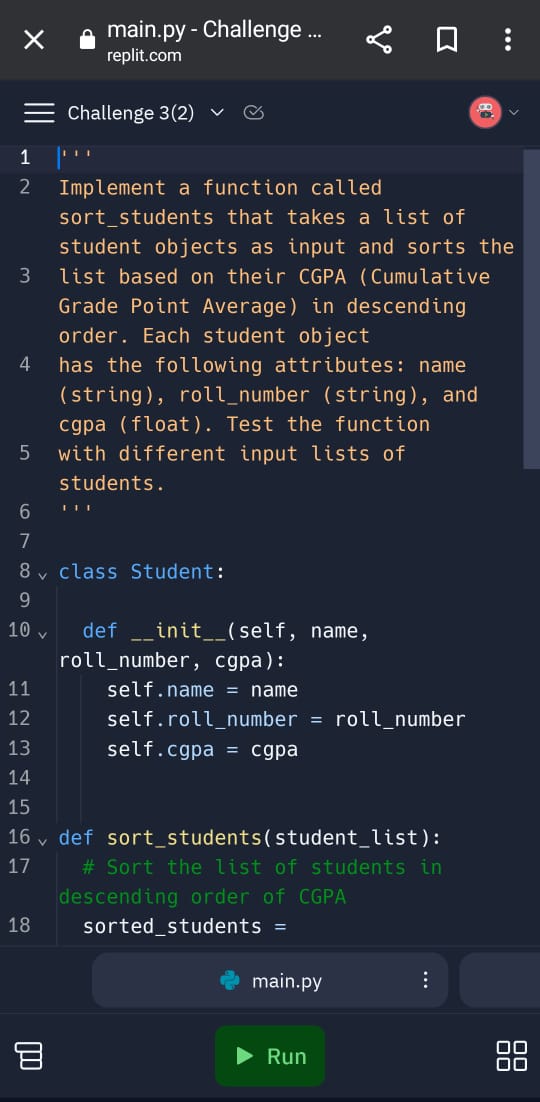 main.py - Challenge ...
replit.com
Challenge 3(2)
1 '''
2 Implement a function called
sort_students that takes a list of
student objects as input and sorts the
3 list based on their CGPA (Cumulative
Grade Point Average) in descending
order. Each student object
4 has the following attributes: name
(string), roll_number (string), and
cgpa (float). Test the function
5 with different input lists of
students.
6 '''
7
8 class Student:
9
10 def __init__(self, name,
roll_number, cgpa):
11 self.name = name
12 self.roll_number = roll_number
13 self.cgpa = cgpa
14
15
16 def sort_students(student_list):
17 # Sort the list of students in
descending order of CGPA
18 sorted_students =
main.py
Run